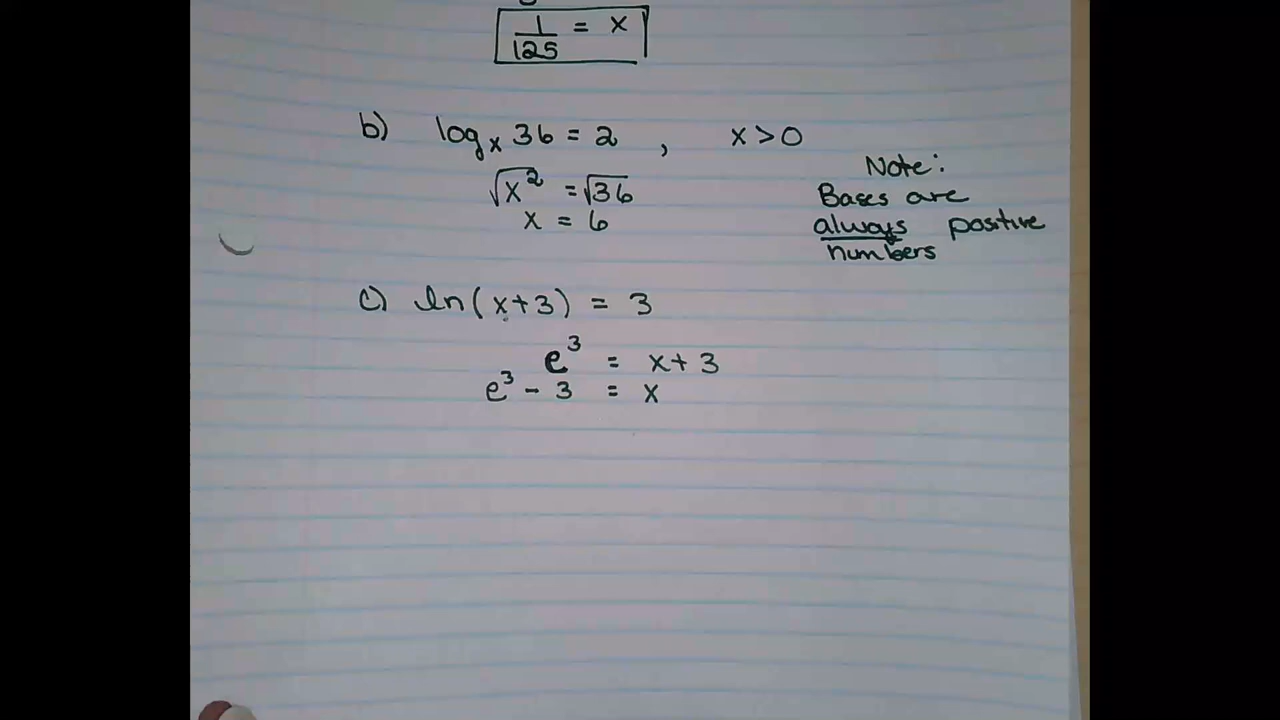 1/125 = x
b) logₓ 36 = 2 , x > 0
√x² = √36
x = 6
Note:
Bases are
always positive
numbers
c) ln(x+3) = 3
e³ = x + 3
e³ - 3 = x